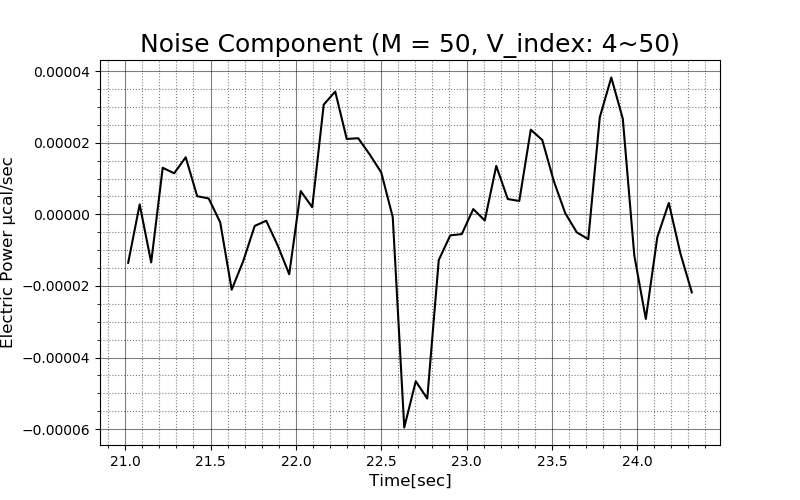 Noise Component (M = 50, V_index: 4~50)
0.00004
0.00002
0.00000
−0.00002
−0.00004
−0.00006
Electric Power μcal/sec
21.0 21.5 22.0 22.5 23.0 23.5 24.0
Time[sec]